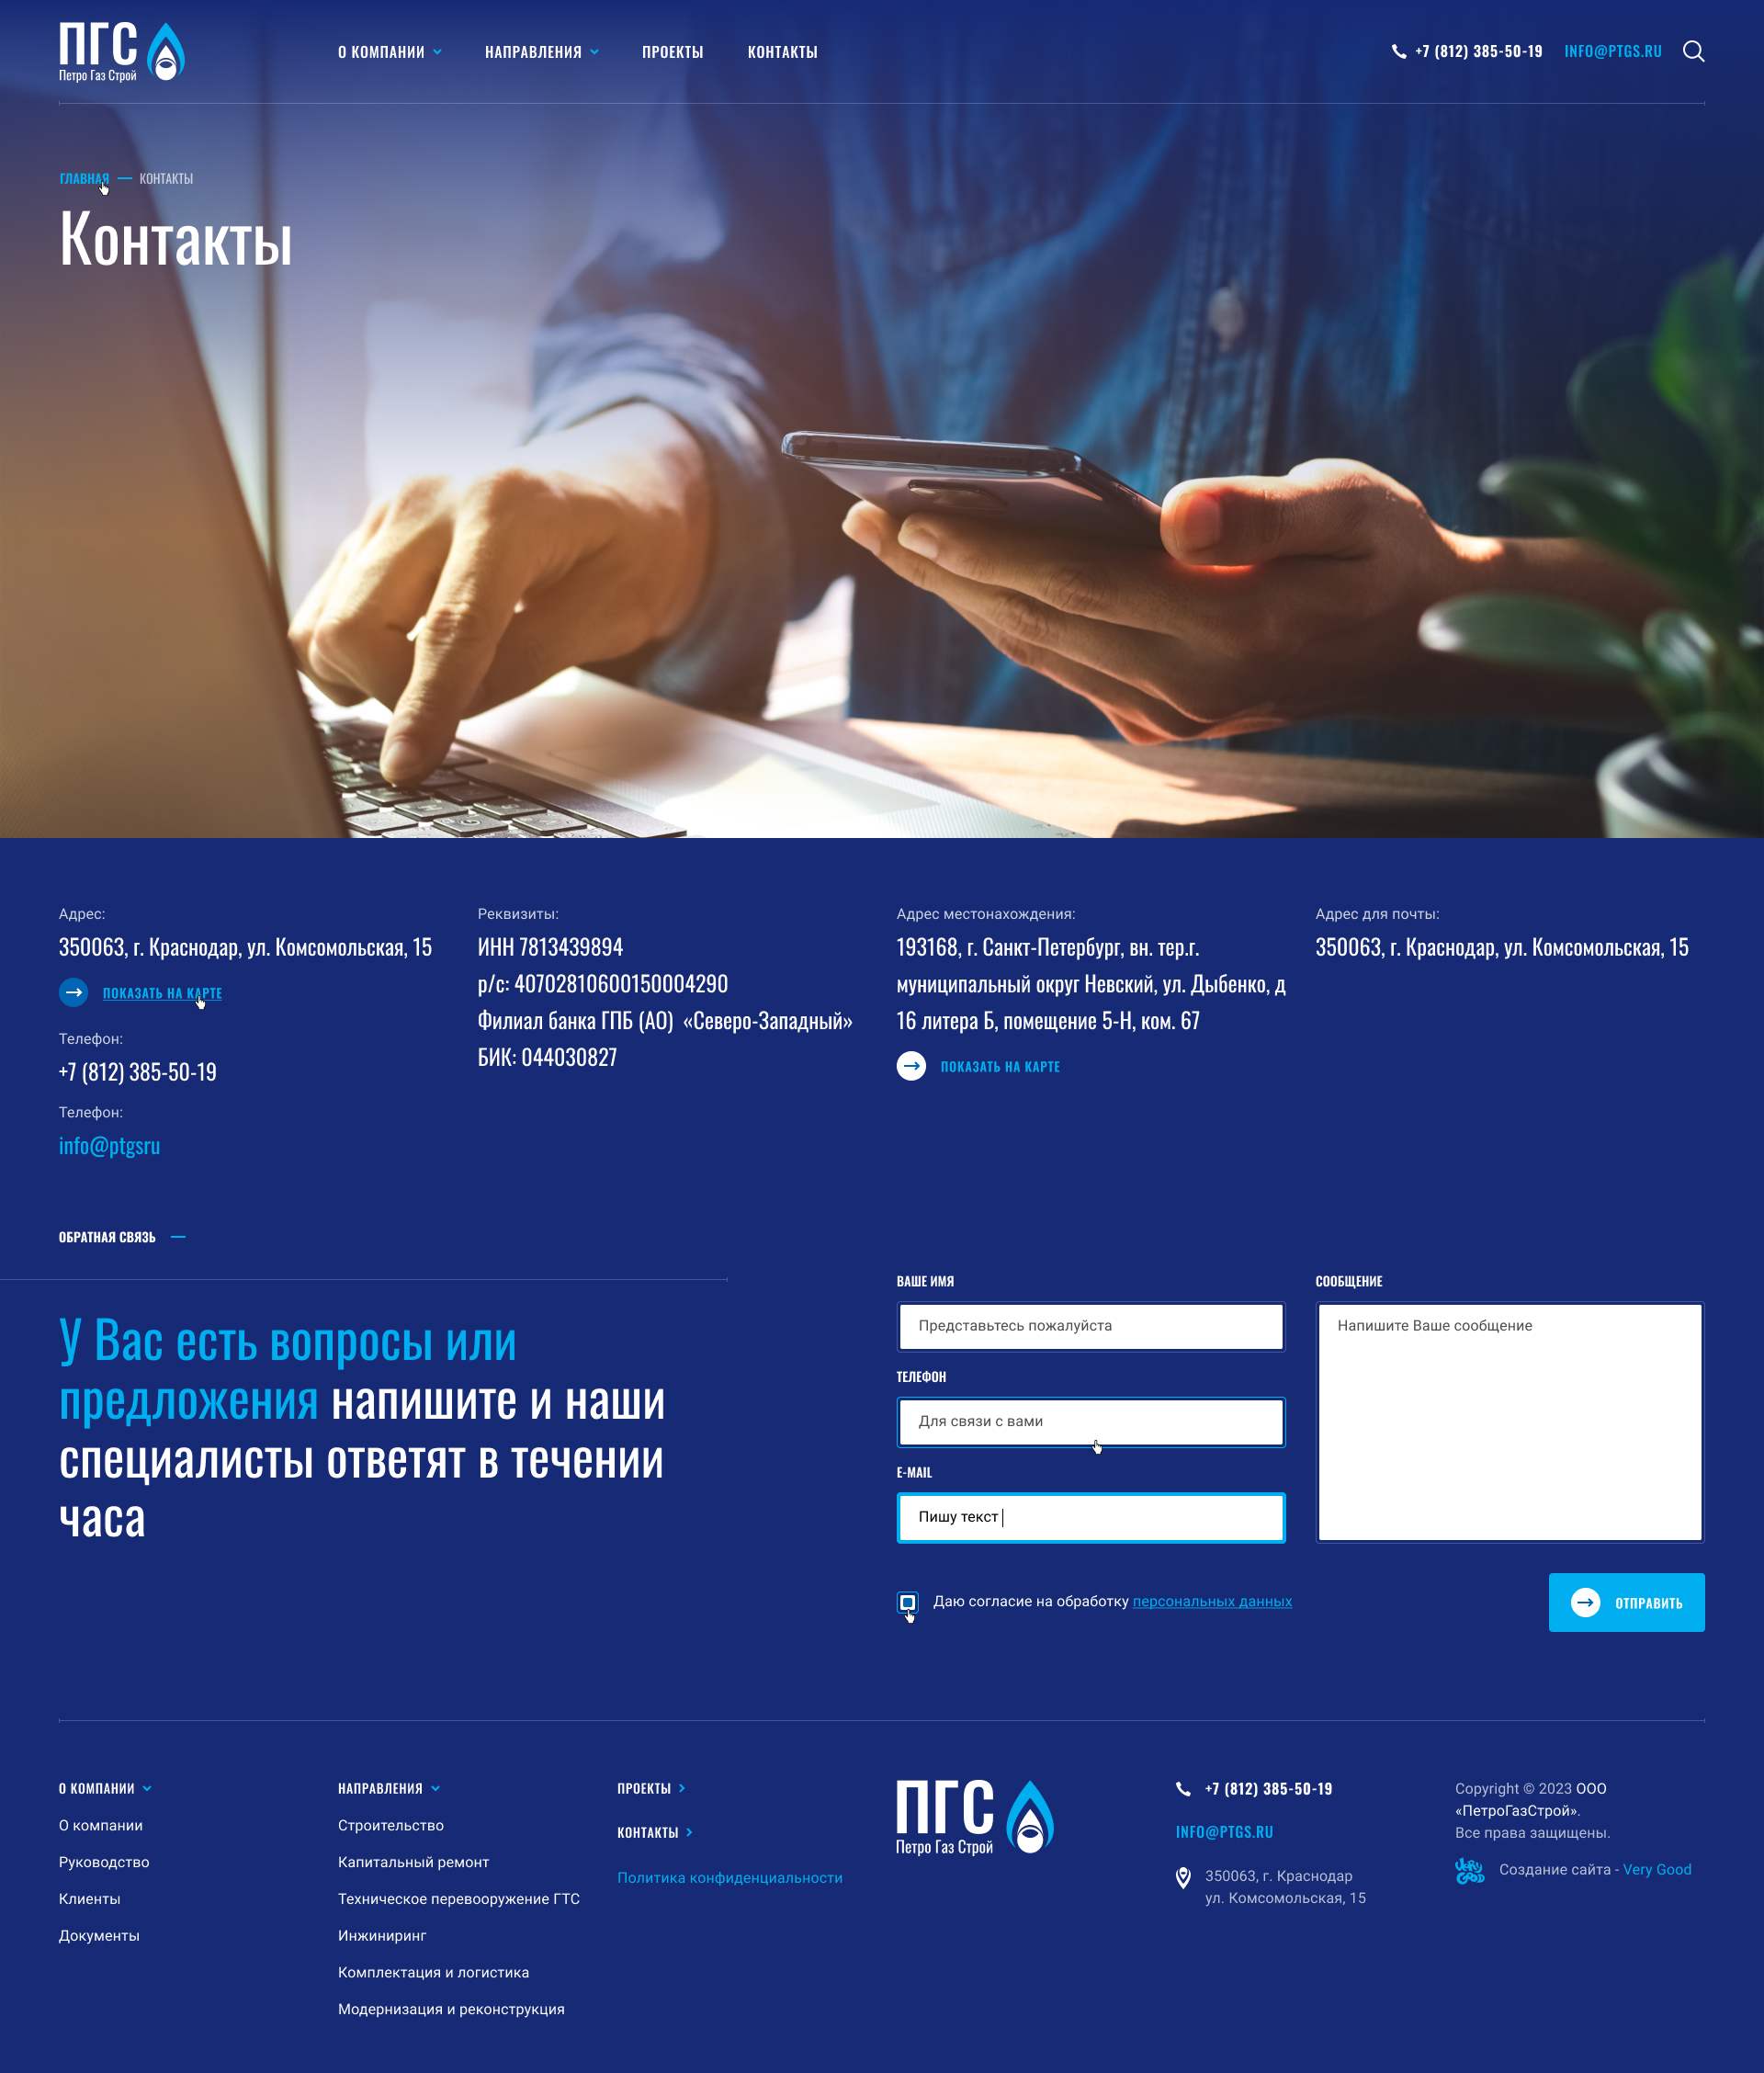 ПГС
Петро Газ Строй
О КОМПАНИИ
НАПРАВЛЕНИЯ
ПРОЕКТЫ
КОНТАКТЫ
+7 (812) 385-50-19
INFO@PTGS.RU
ГЛАВНАЯ — КОНТАКТЫ
Контакты
Адрес:
350063, г. Краснодар, ул. Комсомольская, 15
ПОКАЗАТЬ НА КАРТЕ
Телефон:
+7 (812) 385-50-19
Телефон:
info@ptgsru
Реквизиты:
ИНН 7813439894
р/с: 40702810600150004290
Филиал банка ГПБ (АО) «Северо-Западный»
БИК: 044030827
Адрес местонахождения:
193168, г. Санкт-Петербург, вн. тер.г.
муниципальный округ Невский, ул. Дыбенко, д
16 литера Б, помещение 5-Н, ком. 67
ПОКАЗАТЬ НА КАРТЕ
Адрес для почты:
350063, г. Краснодар, ул. Комсомольская, 15
ОБРАТНАЯ СВЯЗЬ —
У Вас есть вопросы или
предложения напишите и наши
специалисты ответят в течении
часа
ВАШЕ ИМЯ
Представьтесь пожалуйста
ТЕЛЕФОН
Для связи с вами
E-MAIL
Пишу текст
СООБЩЕНИЕ
Напишите Ваше сообщение
Даю согласие на обработку персональных данных
ОТПРАВИТЬ
О КОМПАНИИ
О компании
Руководство
Клиенты
Документы
НАПРАВЛЕНИЯ
Строительство
Капитальный ремонт
Техническое перевооружение ГТС
Инжиниринг
Комплектация и логистика
Модернизация и реконструкция
ПРОЕКТЫ
КОНТАКТЫ
Политика конфиденциальности
ПГС
Петро Газ Строй
+7 (812) 385-50-19
INFO@PTGS.RU
350063, г. Краснодар
ул. Комсомольская, 15
Copyright © 2023 ООО
«ПетроГазСтрой».
Все права защищены.
Very Good
Создание сайта - Very Good